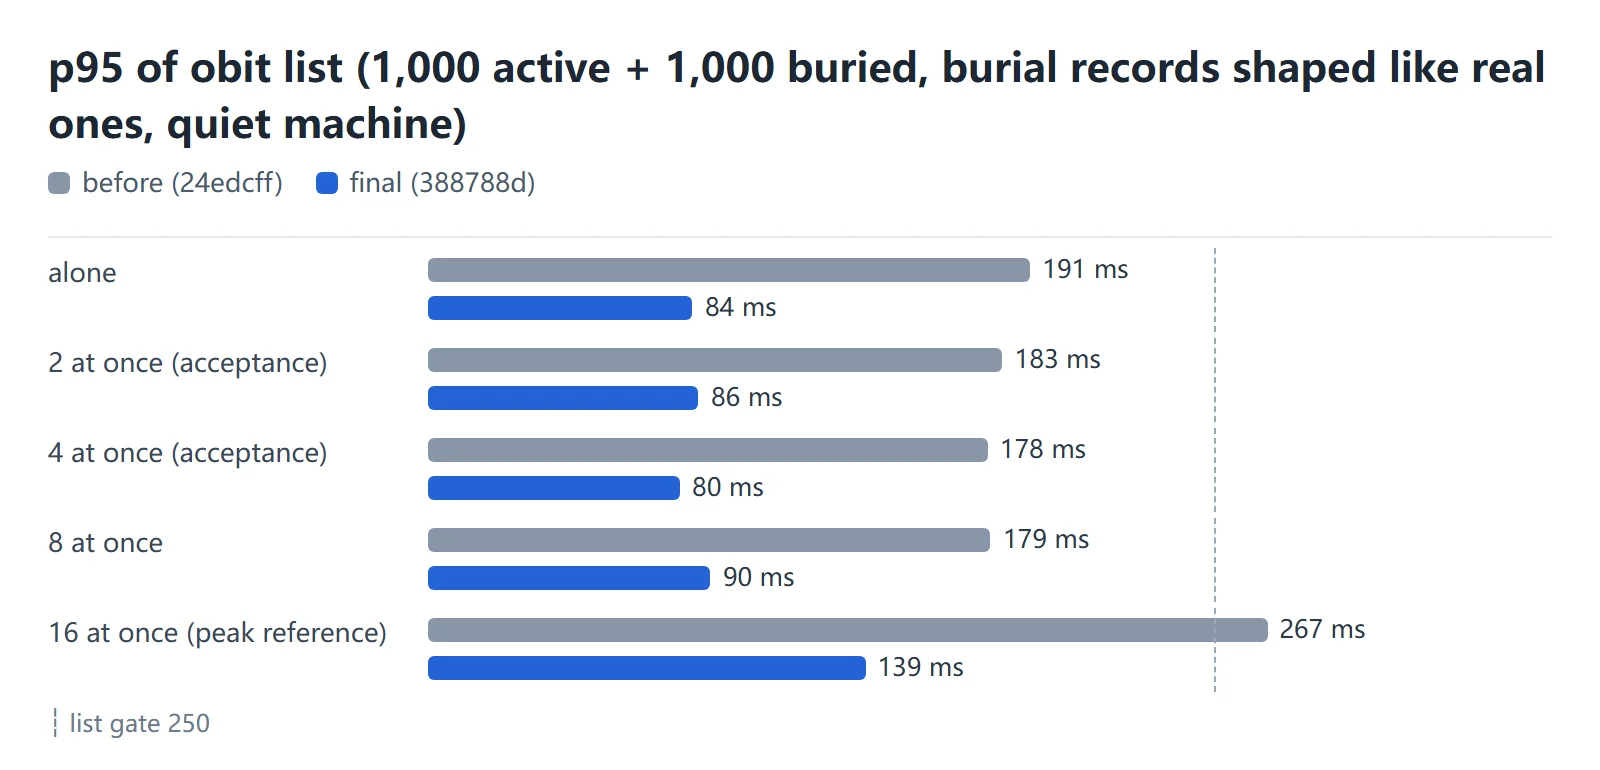 p95 of obit list (1,000 active + 1,000 buried, burial records shaped like real
ones, quiet machine)
before (24edcff) final (388788d)
alone
191 ms
84 ms
2 at once (acceptance)
183 ms
86 ms
4 at once (acceptance)
178 ms
80 ms
8 at once
179 ms
90 ms
16 at once (peak reference)
267 ms
139 ms
list gate 250